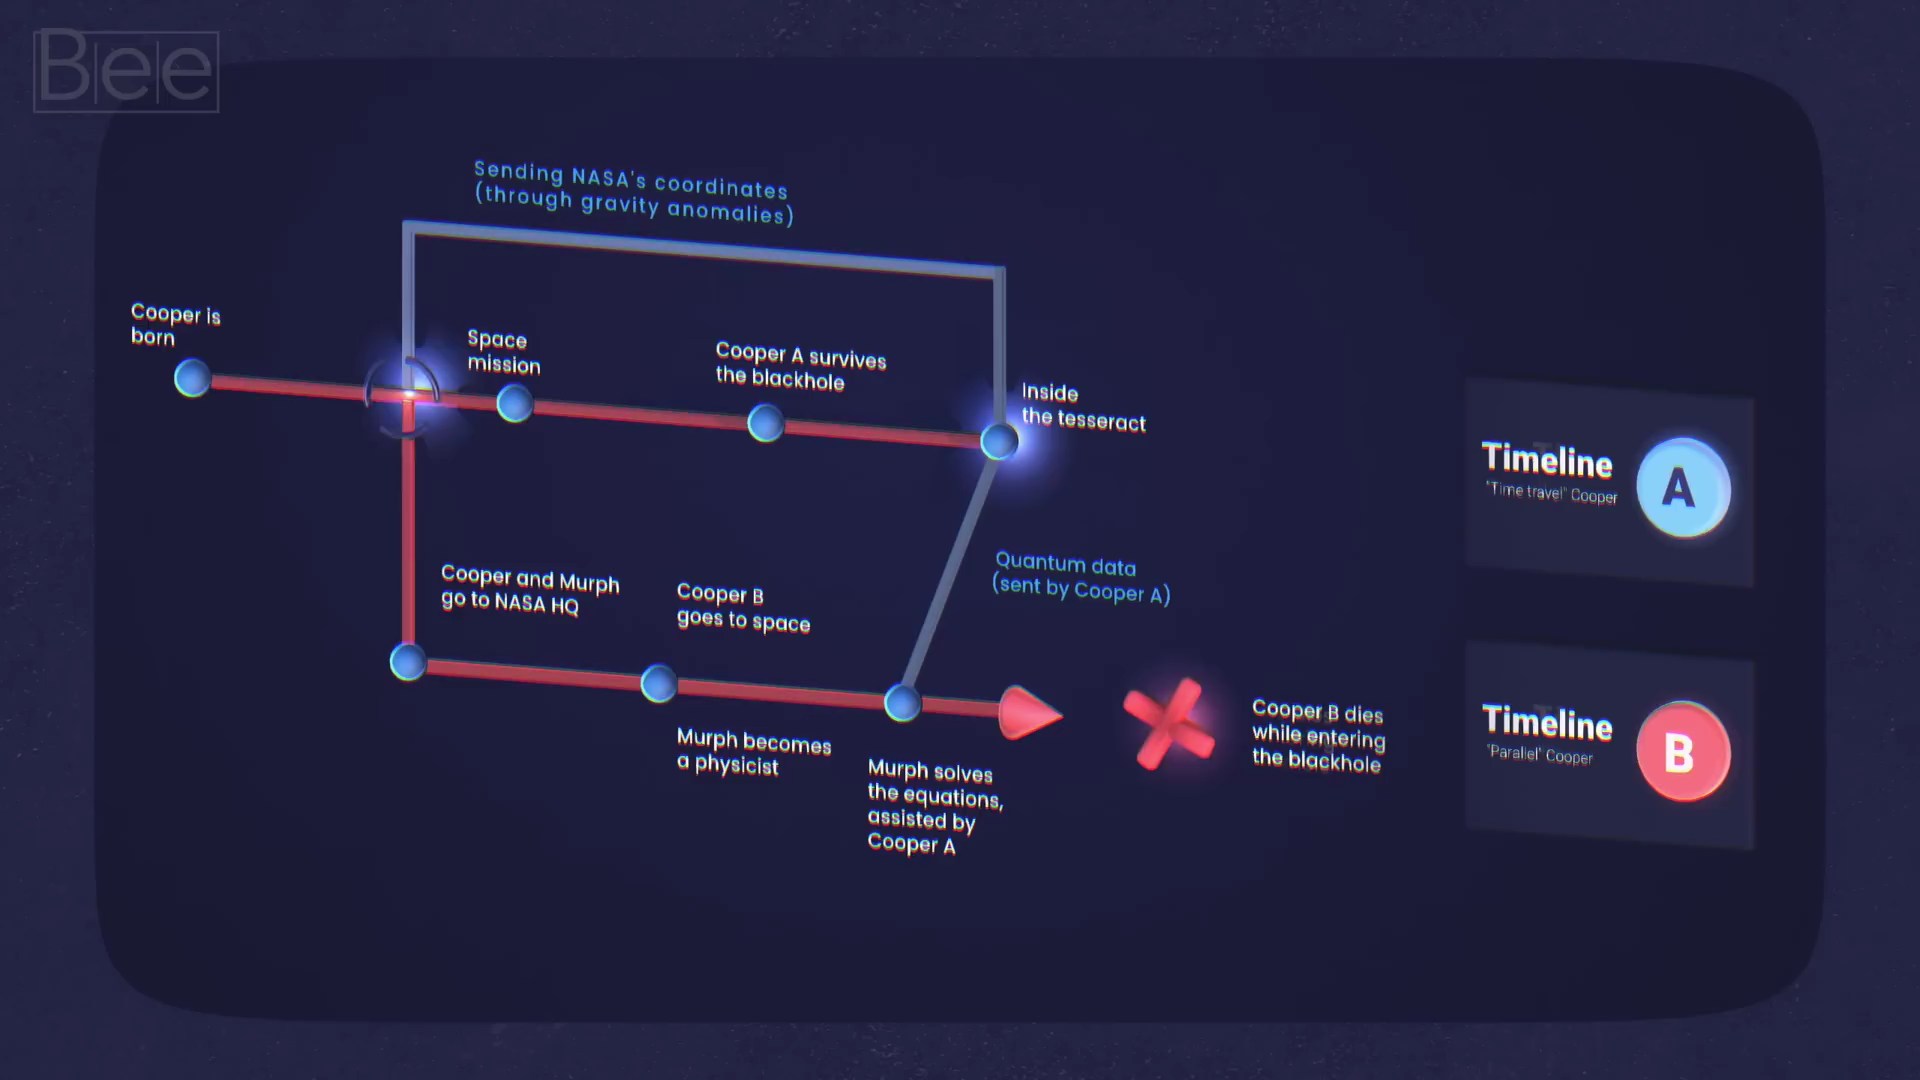 Bee
Sending NASA's coordinates
(through gravity anomalies)
Cooper is
born
Space
mission
Cooper A survives
the blackhole
Inside
the tesseract
Timeline
"Time travel" Cooper
A
Cooper and Murph
go to NASA HQ
Cooper B
goes to space
Quantum data
(sent by Cooper A)
Murph becomes
a physicist
Murph solves
the equations,
assisted by
Cooper A
Cooper B dies
while entering
the blackhole
Timeline
"Parallel" Cooper
B